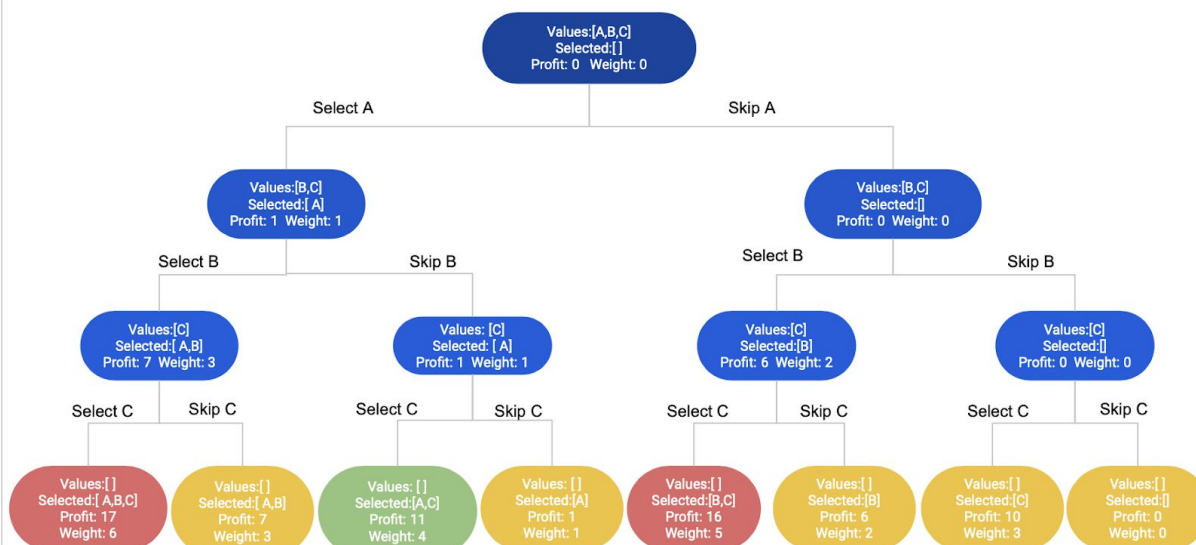 Values:[A,B,C]
Selected:[ ]
Profit: 0 Weight: 0
Select A
Skip A
Values:[B,C]
Selected:[ A]
Profit: 1 Weight: 1
Values:[B,C]
Selected:[]
Profit: 0 Weight: 0
Select B
Skip B
Select B
Skip B
Values:[C]
Selected:[ A,B]
Profit: 7 Weight: 3
Values: [C]
Selected: [ A]
Profit: 1 Weight: 1
Values:[C]
Selected:[B]
Profit: 6 Weight: 2
Values:[C]
Selected:[]
Profit: 0 Weight: 0
Select C
Skip C
Select C
Skip C
Select C
Skip C
Select C
Skip C
Values:[ ]
Selected:[ A,B,C]
Profit: 17
Weight: 6
Values:[ ]
Selected:[ A,B]
Profit: 7
Weight: 3
Values: [ ]
Selected:[A,C]
Profit: 11
Weight: 4
Values: [ ]
Selected:[A]
Profit: 1
Weight: 1
Values:[ ]
Selected:[B,C]
Profit: 16
Weight: 5
Values:[ ]
Selected:[B]
Profit: 6
Weight: 2
Values:[ ]
Selected:[C]
Profit: 10
Weight: 3
Values:[ ]
Selected:[]
Profit: 0
Weight: 0